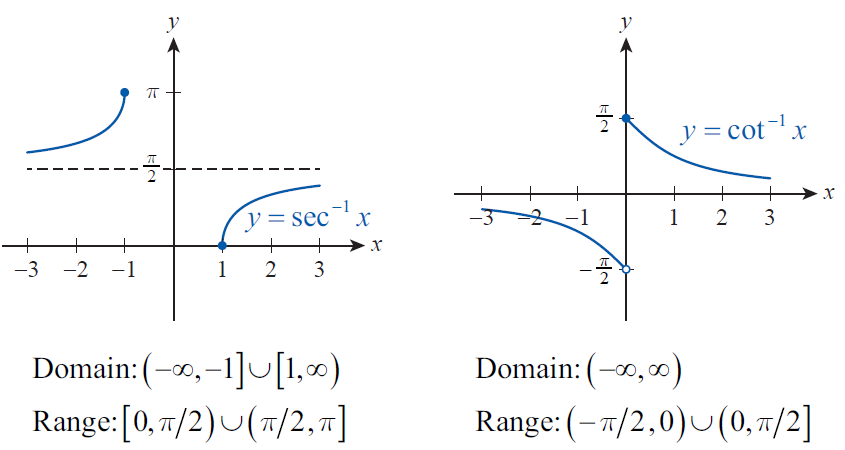 y
π
π/2
y = sec⁻¹ x
x
−3 −2 −1 1 2 3
Domain: (−∞, −1] ∪ [1, ∞)
Range: [0, π/2) ∪ (π/2, π]
y
π/2
y = cot⁻¹ x
x
−3 −2 −1 1 2 3
−π/2
Domain: (−∞, ∞)
Range: (−π/2, 0) ∪ (0, π/2]